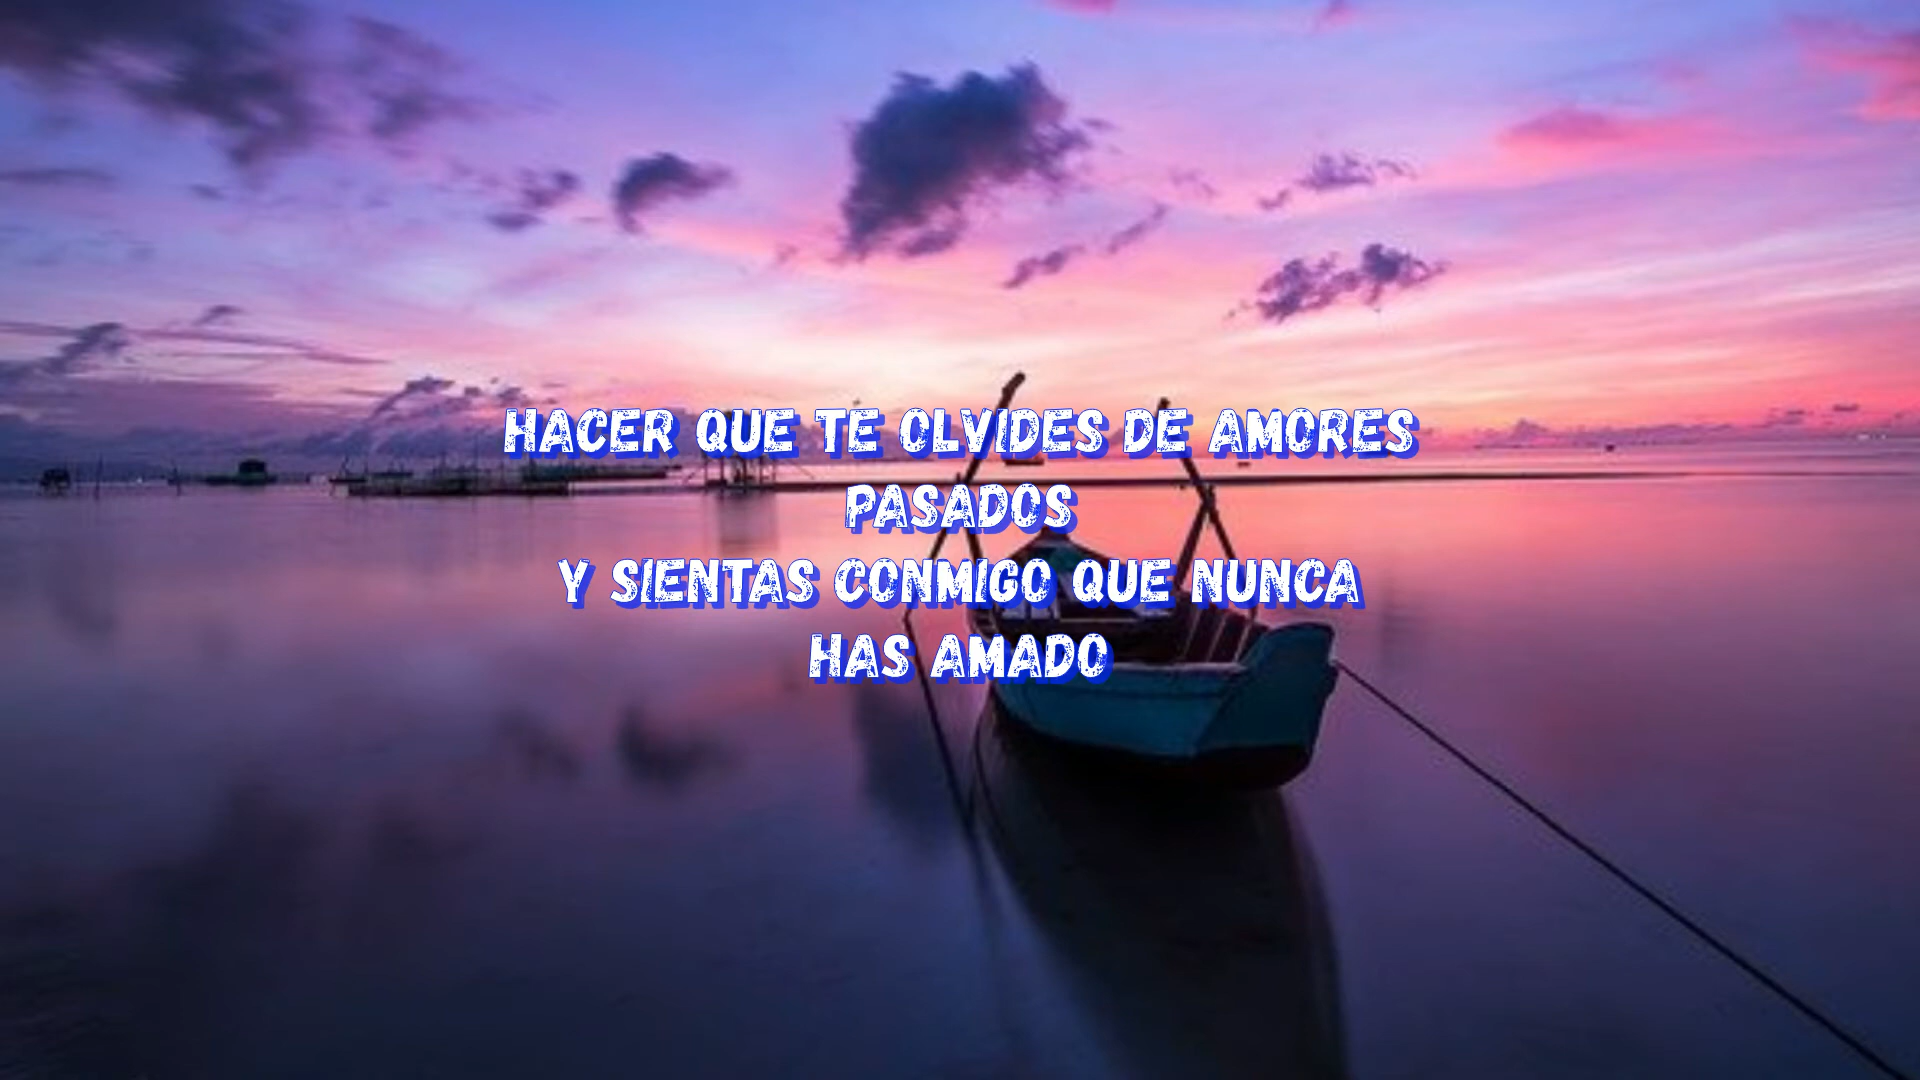 HACER QUE TE OLVIDES DE AMORES
PASADOS
Y SIENTAS CONMIGO QUE NUNCA
HAS AMADO